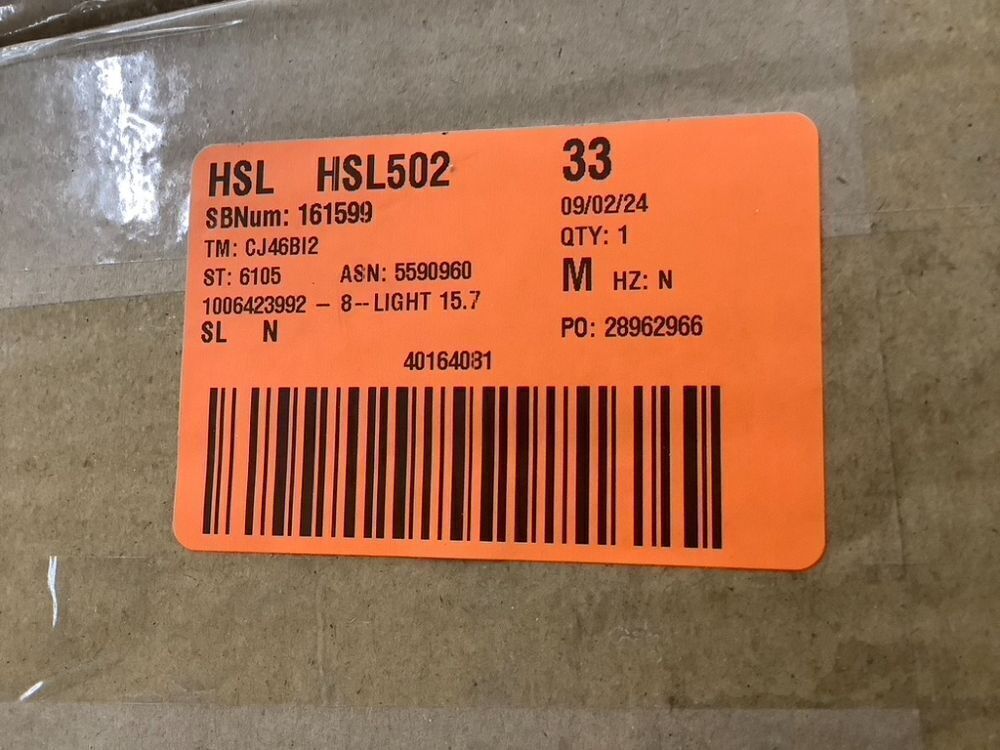 HSL HSL502 33
SBNum: 161599 09/02/24
TM: CJ46BI2 QTY: 1
ST: 6105 ASN: 5590960 M HZ: N
1006423992 - 8--LIGHT 15.7
SL N PO: 28962966
40164081